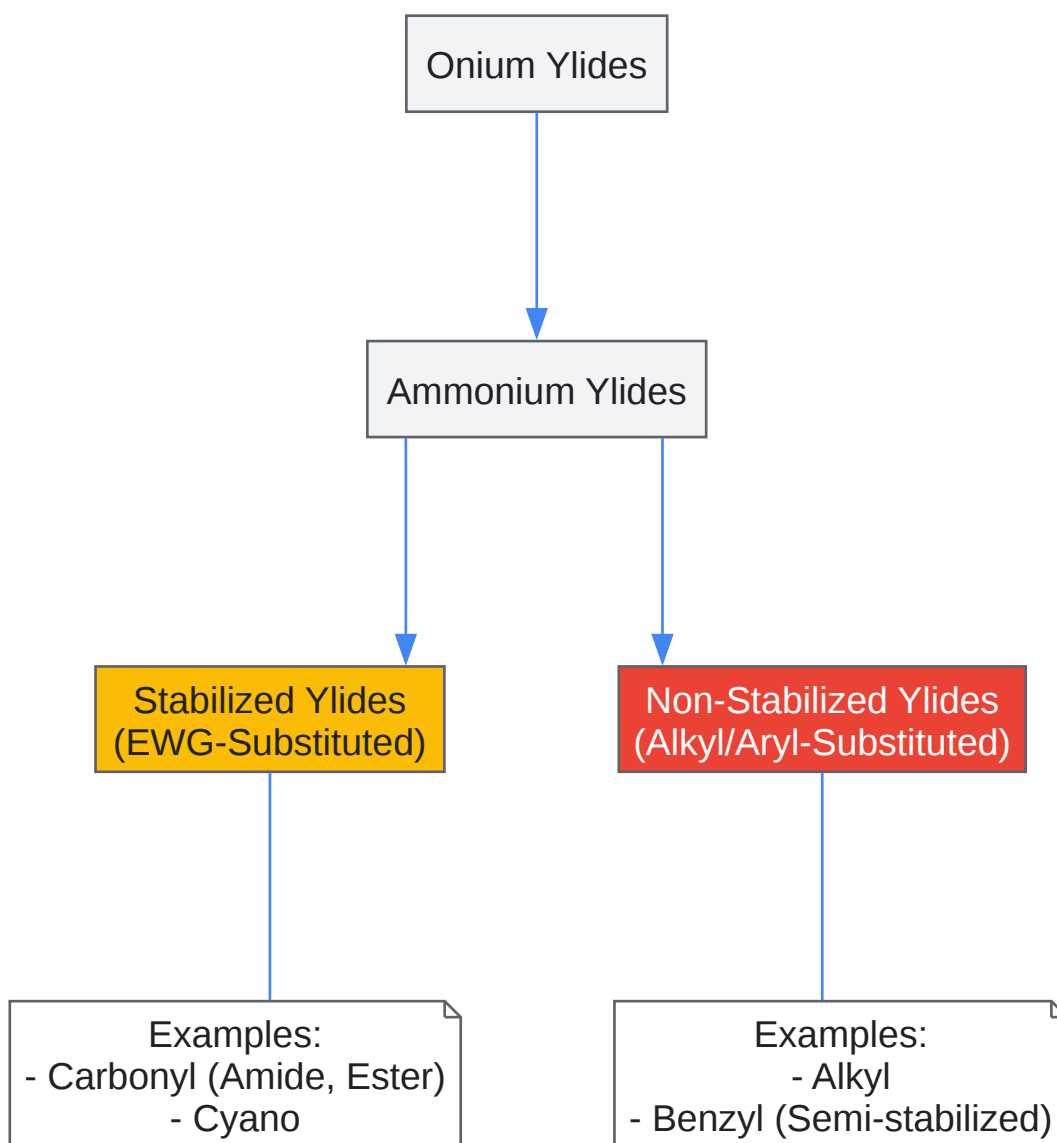 Onium Ylides
Ammonium Ylides
Stabilized Ylides
(EWG-Substituted)
Non-Stabilized Ylides
(Alkyl/Aryl-Substituted)
Examples:
- Carbonyl (Amide, Ester)
- Cyano
Examples:
- Alkyl
- Benzyl (Semi-stabilized)